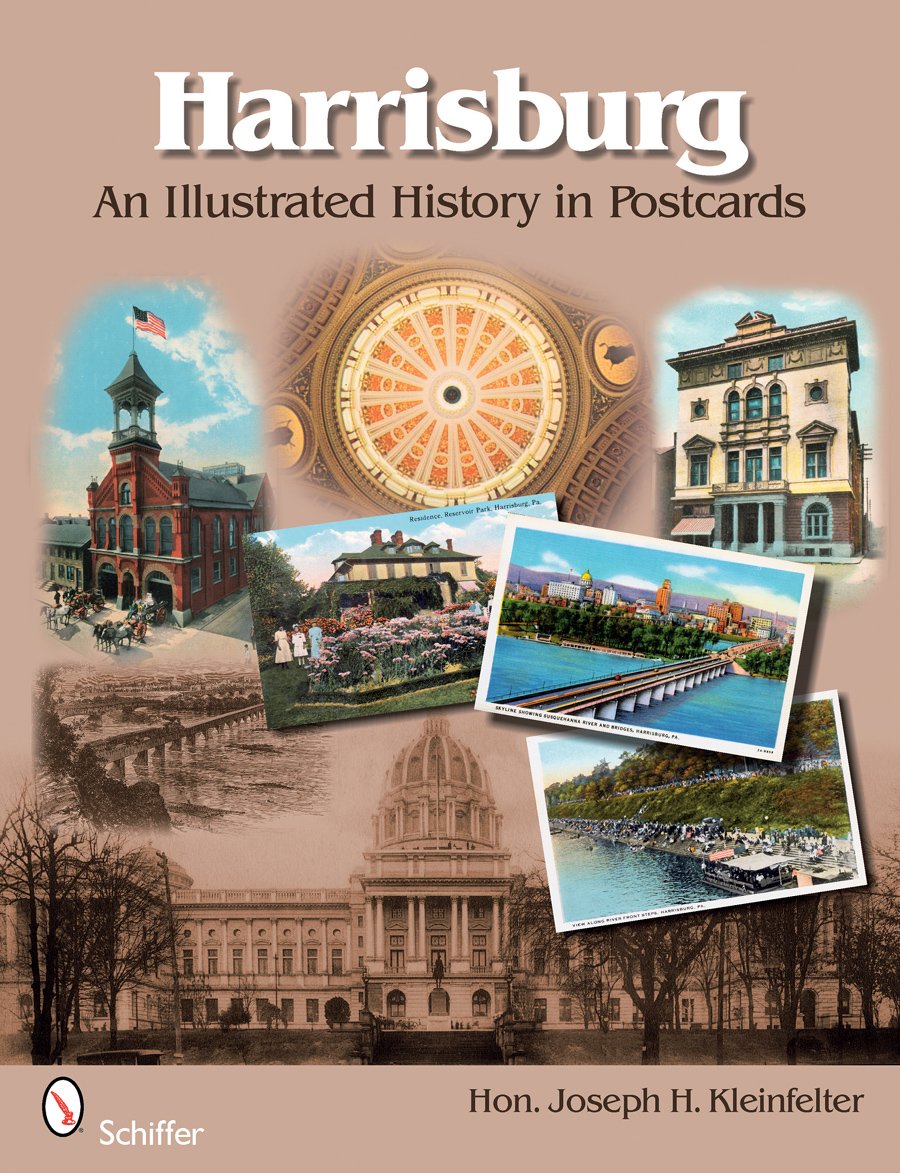 Harrisburg
An Illustrated History in Postcards
Residence, Reservoir Park, Harrisburg, Pa.
SKYLINE SHOWING SUSQUEHANNA RIVER AND BRIDGES, HARRISBURG, PA.
VIEW ALONG RIVER FRONT STEPS, HARRISBURG, PA.
Hon. Joseph H. Kleinfelter
Schiffer